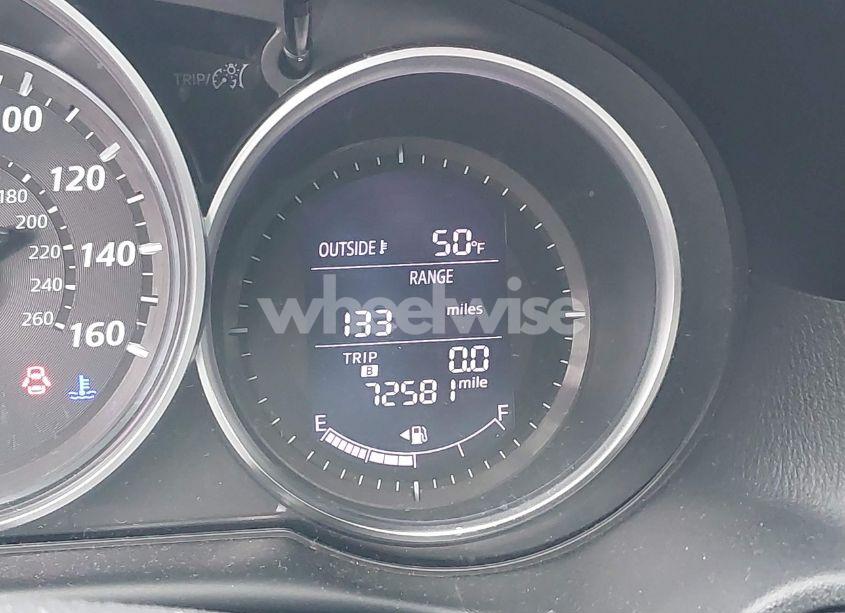 TRIP/
100
120
140
160
180
200
220
240
260
OUTSIDE 50°F
RANGE
133 miles
TRIP B 0.0
72581 mile
E F
wheelwise